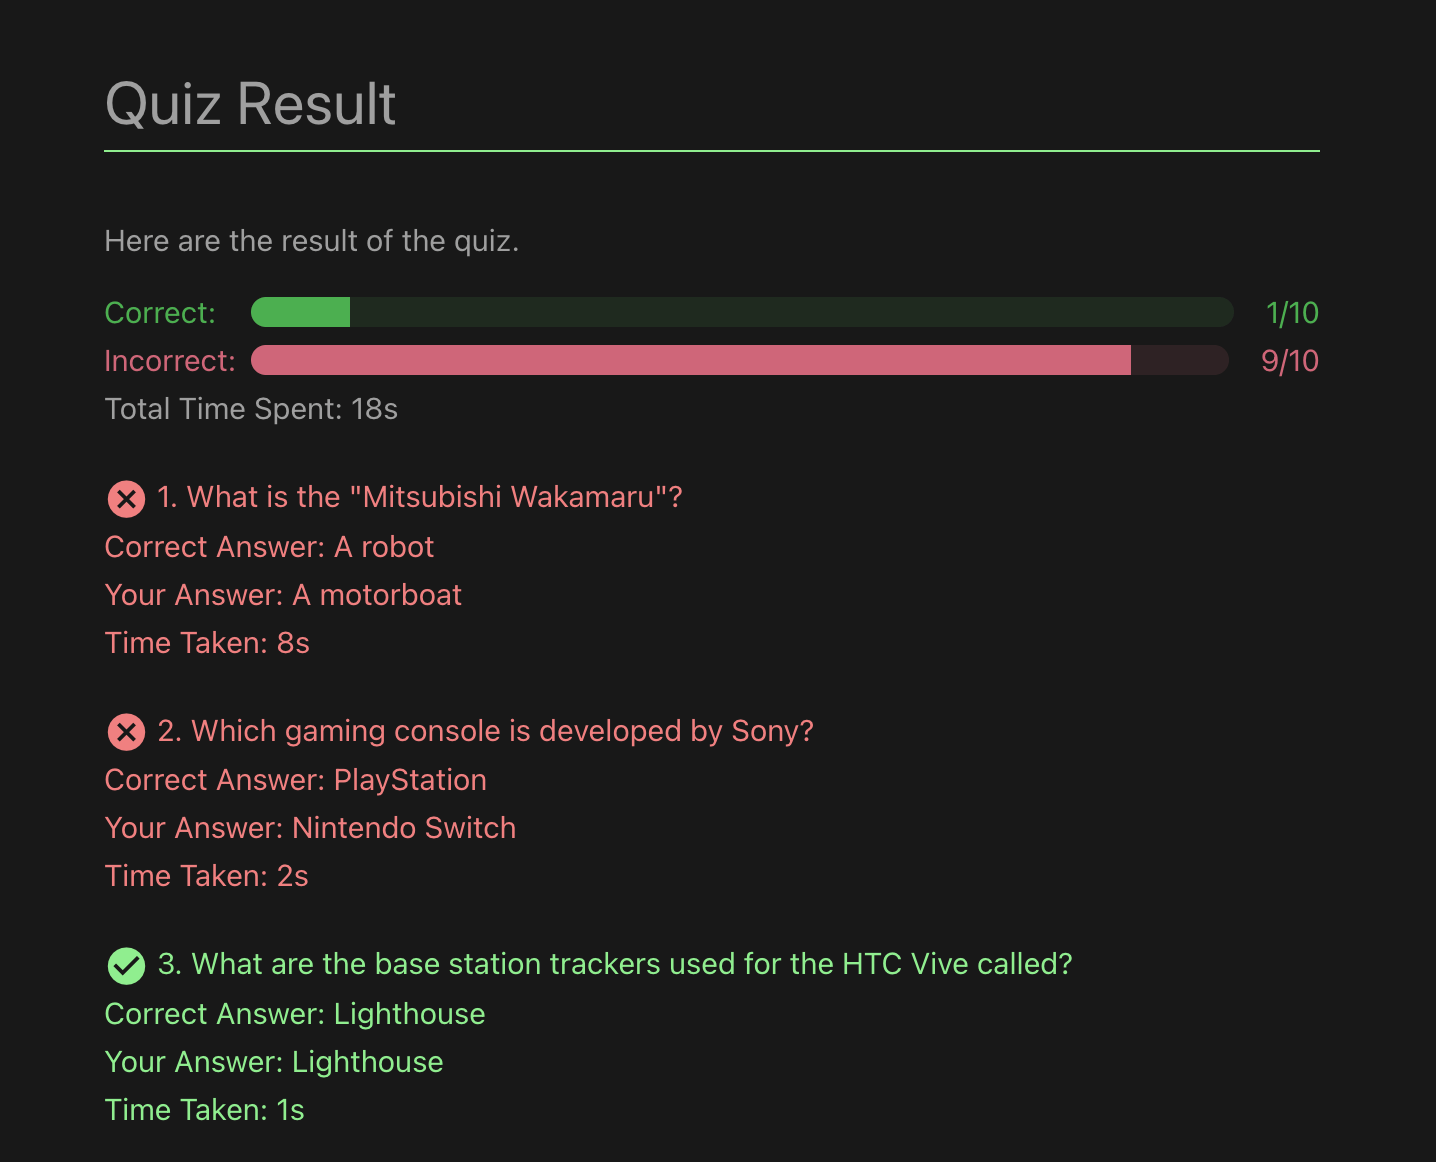 Quiz Result
Here are the result of the quiz.
Correct: 1/10
Incorrect: 9/10
Total Time Spent: 18s
1. What is the "Mitsubishi Wakamaru"?
Correct Answer: A robot
Your Answer: A motorboat
Time Taken: 8s
2. Which gaming console is developed by Sony?
Correct Answer: PlayStation
Your Answer: Nintendo Switch
Time Taken: 2s
3. What are the base station trackers used for the HTC Vive called?
Correct Answer: Lighthouse
Your Answer: Lighthouse
Time Taken: 1s